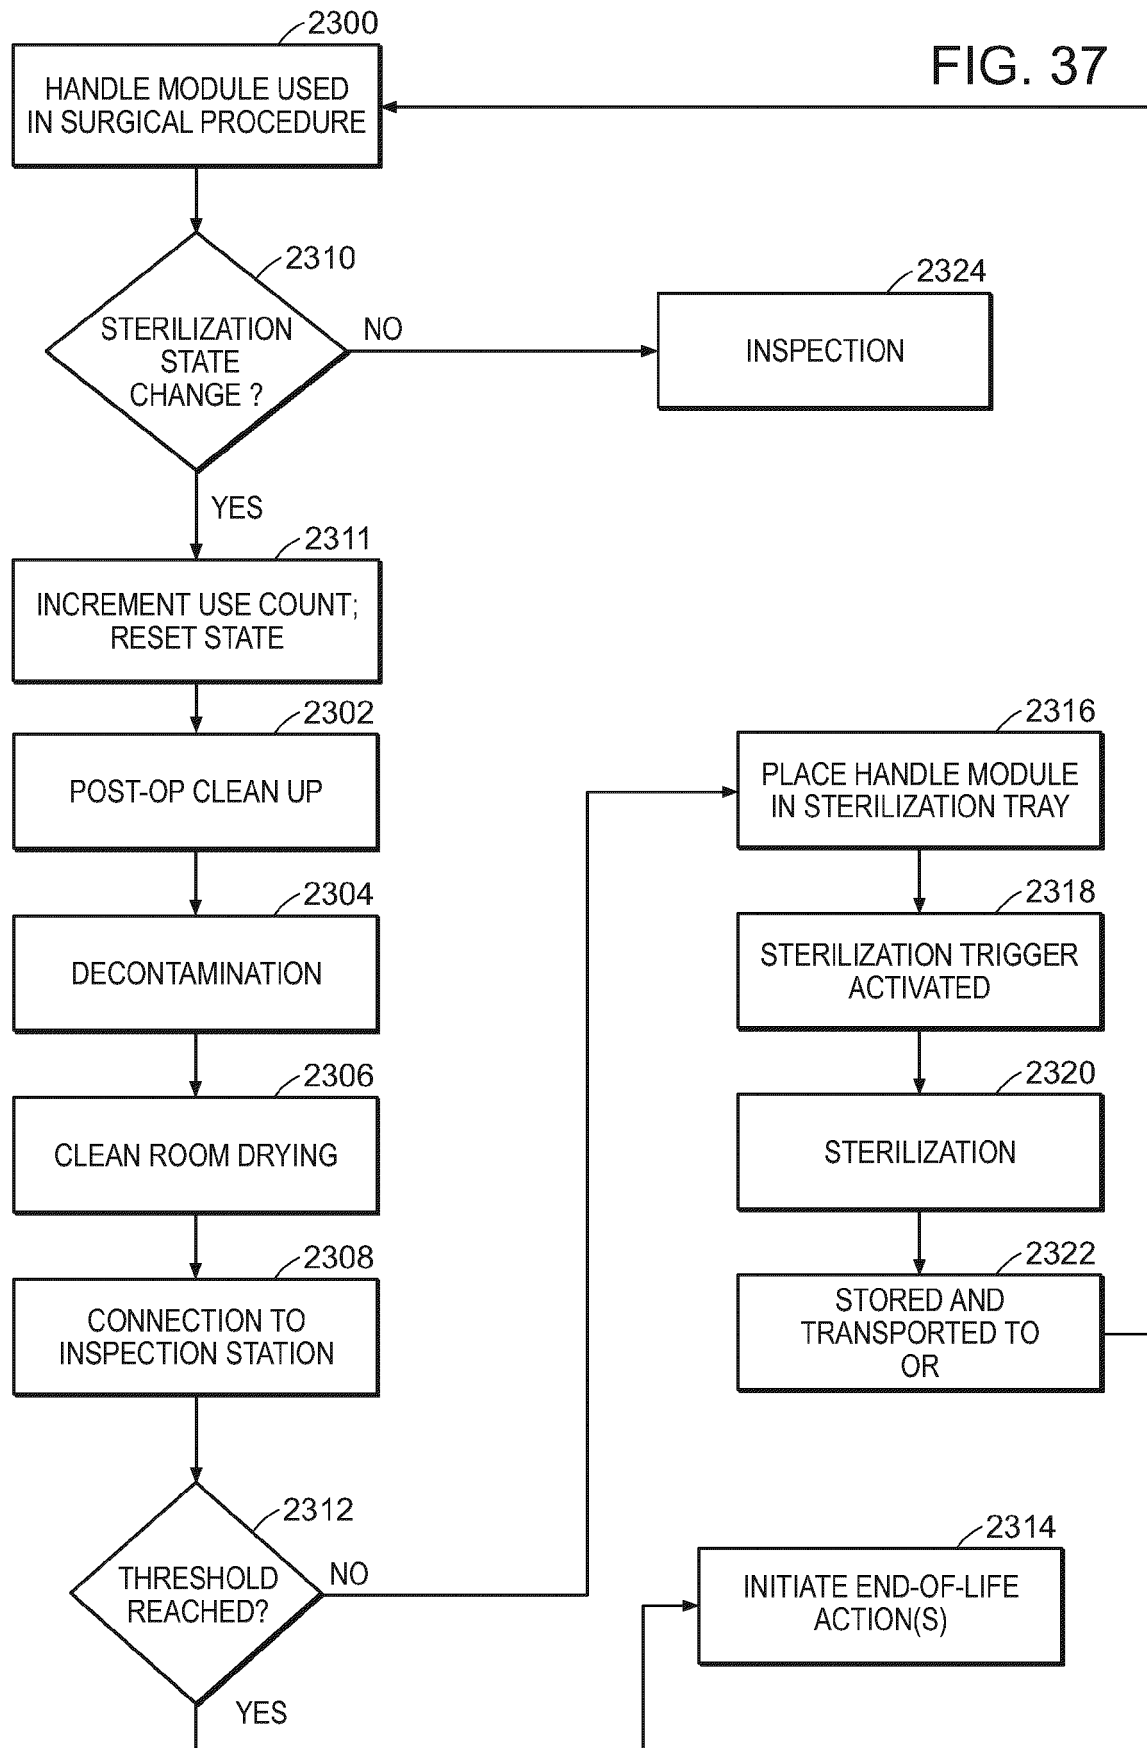 FIG. 37
2300
HANDLE MODULE USED
IN SURGICAL PROCEDURE
2310
STERILIZATION
STATE
CHANGE ?
NO
2324
INSPECTION
YES
2311
INCREMENT USE COUNT;
RESET STATE
2302
POST-OP CLEAN UP
2304
DECONTAMINATION
2306
CLEAN ROOM DRYING
2308
CONNECTION TO
INSPECTION STATION
2312
THRESHOLD
REACHED?
NO
YES
2316
PLACE HANDLE MODULE
IN STERILIZATION TRAY
2318
STERILIZATION TRIGGER
ACTIVATED
2320
STERILIZATION
2322
STORED AND
TRANSPORTED TO
OR
2314
INITIATE END-OF-LIFE
ACTION(S)